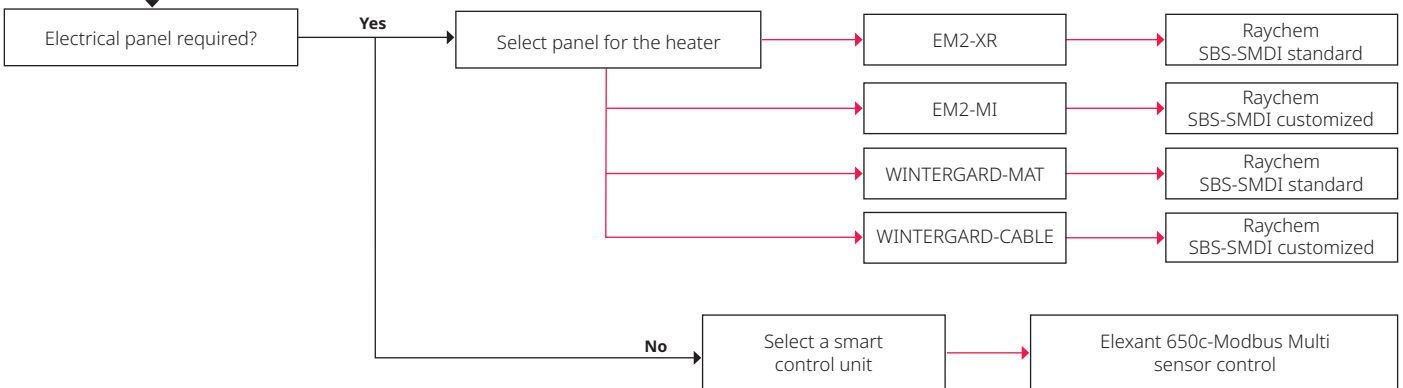 Electrical panel required?
Yes
Select panel for the heater
EM2-XR
Raychem
SBS-SMDI standard
EM2-MI
Raychem
SBS-SMDI customized
WINTERGARD-MAT
Raychem
SBS-SMDI standard
WINTERGARD-CABLE
Raychem
SBS-SMDI customized
No
Select a smart
control unit
Elexant 650c-Modbus Multi
sensor control